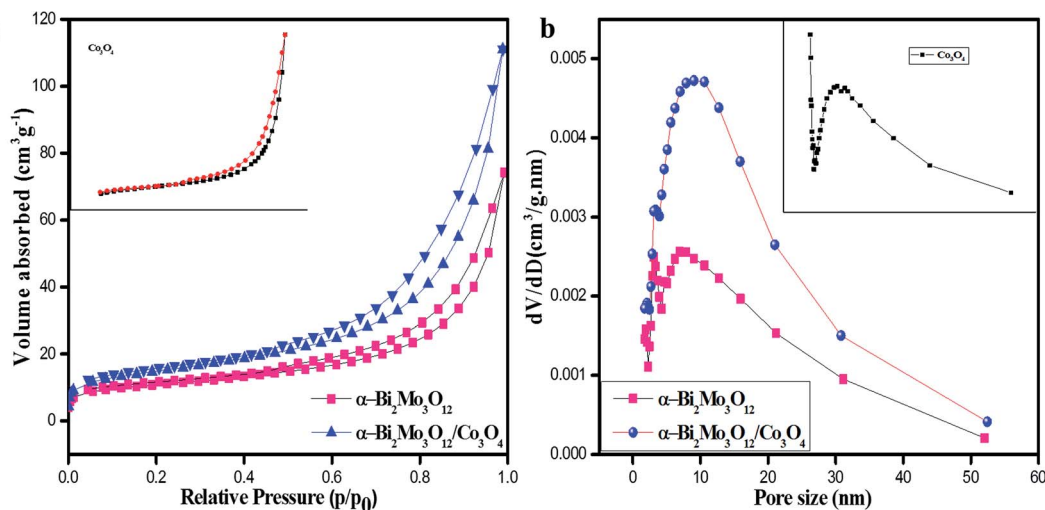 120
100
80
60
40
20
0
Volume absorbed (cm³g⁻¹)
Co₃O₄
α–Bi₂Mo₃O₁₂
α–Bi₂Mo₃O₁₂/Co₃O₄
0.0 0.2 0.4 0.6 0.8 1.0
Relative Pressure (p/p₀)
b
0.005
0.004
0.003
0.002
0.001
0.000
dV/dD(cm³/g.nm)
Co₃O₄
α–Bi₂Mo₃O₁₂
α–Bi₂Mo₃O₁₂/Co₃O₄
0 10 20 30 40 50 60
Pore size (nm)